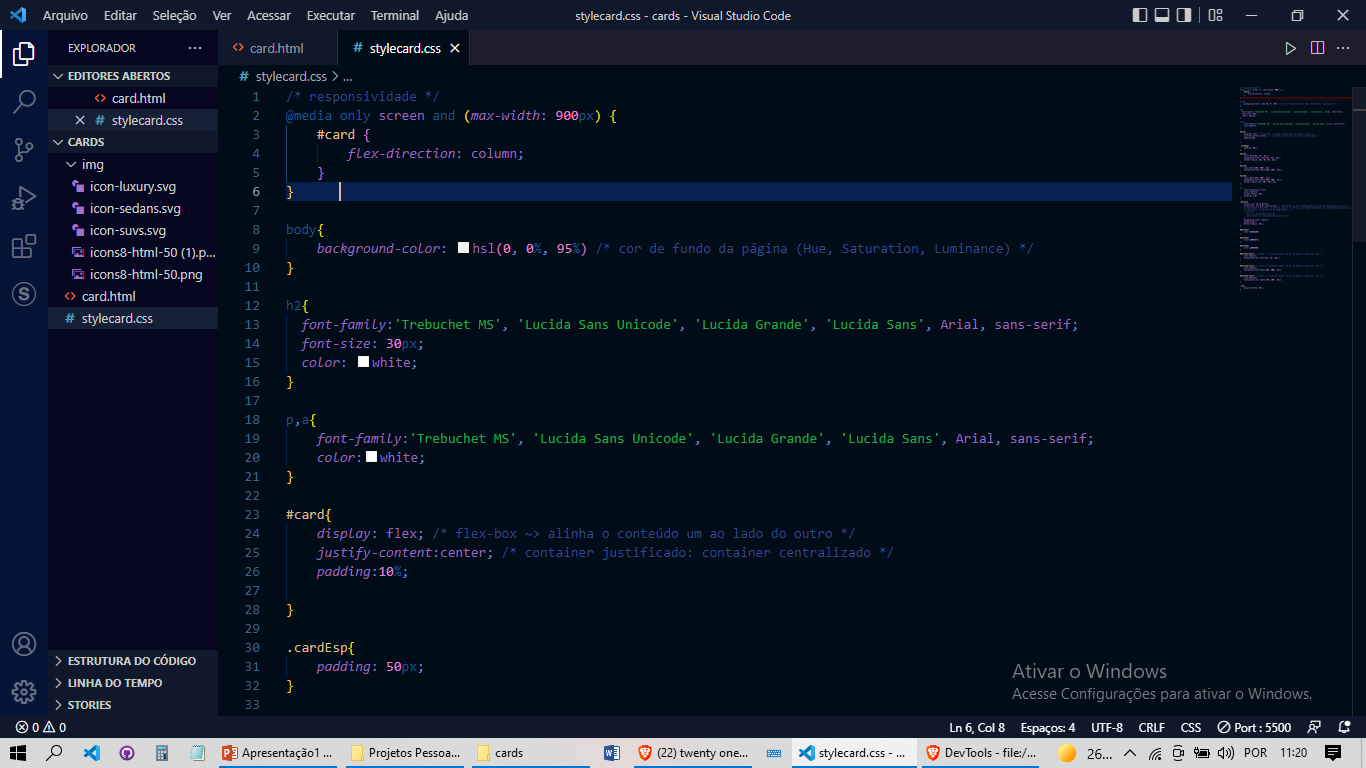 Arquivo Editar Seleção Ver Acessar Executar Terminal Ajuda stylecard.css - cards - Visual Studio Code
EXPLORADOR ...
EDITORES ABERTOS
card.html
stylecard.css
CARDS
img
icon-luxury.svg
icon-sedans.svg
icon-suvs.svg
icons8-html-50 (1).p...
icons8-html-50.png
card.html
# stylecard.css
ESTRUTURA DO CÓDIGO
LINHA DO TEMPO
STORIES
card.html # stylecard.css
# stylecard.css > ...
1 /* responsividade */
2 @media only screen and (max-width: 900px) {
3 #card {
4 flex-direction: column;
5 }
6 }
7
8 body{
9 background-color: hsl(0, 0%, 95%) /* cor de fundo da página (Hue, Saturation, Luminance) */
10 }
11
12 h2{
13 font-family:'Trebuchet MS', 'Lucida Sans Unicode', 'Lucida Grande', 'Lucida Sans', Arial, sans-serif;
14 font-size: 30px;
15 color: white;
16 }
17
18 p,a{
19 font-family:'Trebuchet MS', 'Lucida Sans Unicode', 'Lucida Grande', 'Lucida Sans', Arial, sans-serif;
20 color:white;
21 }
22
23 #card{
24 display: flex; /* flex-box ~> alinha o conteúdo um ao lado do outro */
25 justify-content:center; /* container justificado: container centralizado */
26 padding:10%;
27
28 }
29
30 .cardEsp{
31 padding: 50px;
32 }
33
Ativar o Windows
Acesse Configurações para ativar o Windows.
0 0 Ln 6, Col 8 Espaços: 4 UTF-8 CRLF CSS Port : 5500
Apresentação1 ... Projetos Pessoa... cards (22) twenty one... stylecard.css - ... DevTools - file:/... 26... POR 11:20